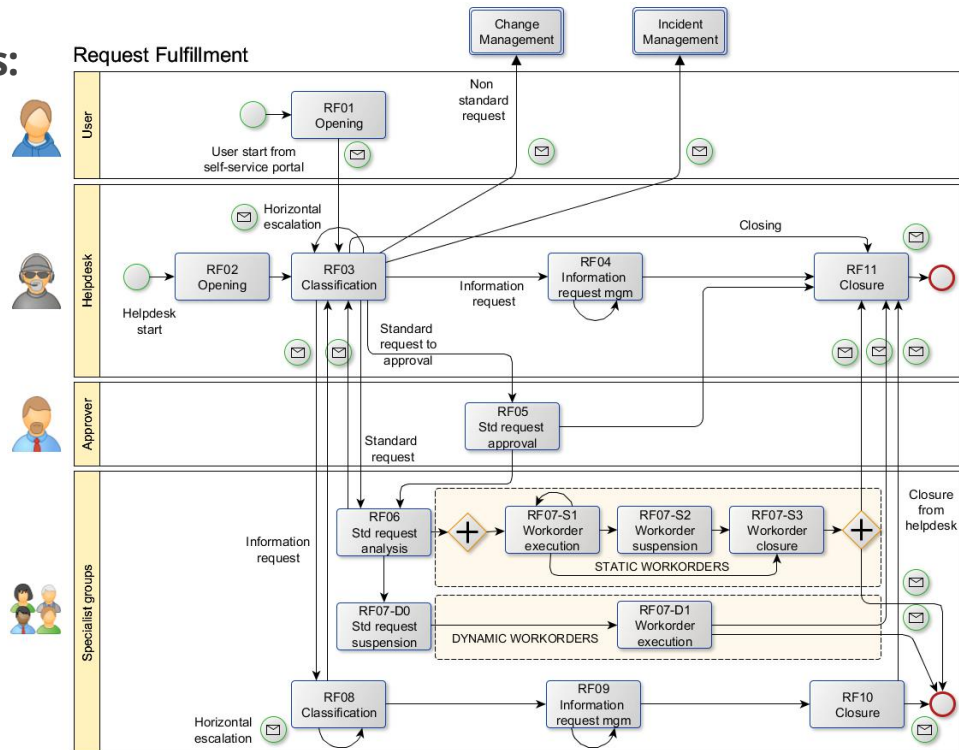 s:
Request Fulfillment
Change
Management
Incident
Management
User
RF01
Opening
User start from
self-service portal
Non
standard
request
Helpdesk
Horizontal
escalation
Closing
RF02
Opening
RF03
Classification
RF04
Information
request mgm
RF11
Closure
Information
request
Helpdesk
start
Standard
request to
approval
Approver
RF05
Std request
approval
Standard
request
Specialist groups
Information
request
RF06
Std request
analysis
RF07-S1
Workorder
execution
RF07-S2
Workorder
suspension
RF07-S3
Workorder
closure
STATIC WORKORDERS
Closure
from
helpdesk
RF07-D0
Std request
suspension
DYNAMIC WORKORDERS
RF07-D1
Workorder
execution
RF08
Classification
RF09
Information
request mgm
RF10
Closure
Horizontal
escalation